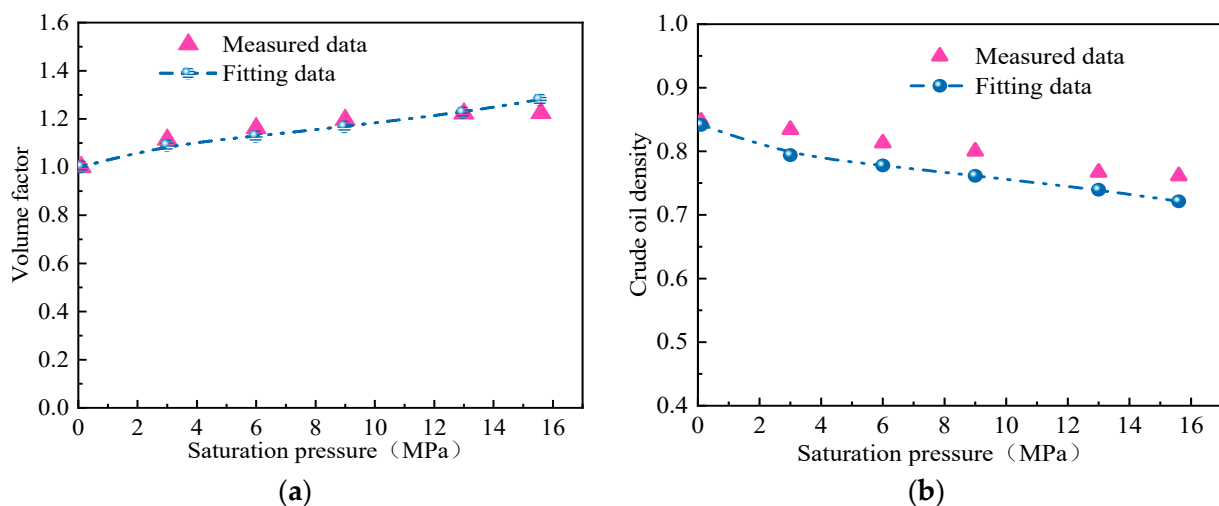 1.6
1.4
1.2
1.0
0.8
0.6
0.4
0.2
0.0
Volume factor
Measured data
Fitting data
0 2 4 6 8 10 12 14 16
Saturation pressure（MPa）
(a)
1.0
0.9
0.8
0.7
0.6
0.5
0.4
Crude oil density
Measured data
Fitting data
0 2 4 6 8 10 12 14 16
Saturation pressure（MPa）
(b)